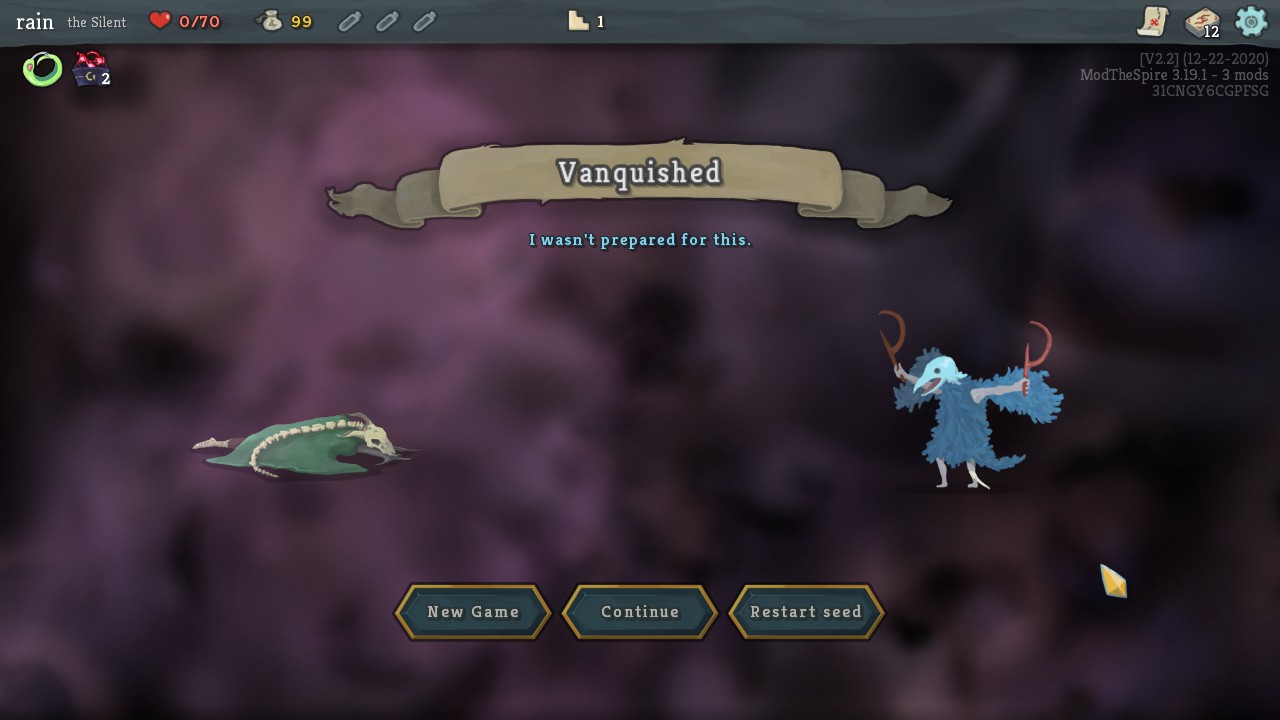 rain the Silent 0/70 99 1 12
2
[V2.2] (12-22-2020)
ModTheSpire 3.19.1 - 3 mods
31CNGY6CGPFSG
Vanquished
I wasn't prepared for this.
New Game Continue Restart seed